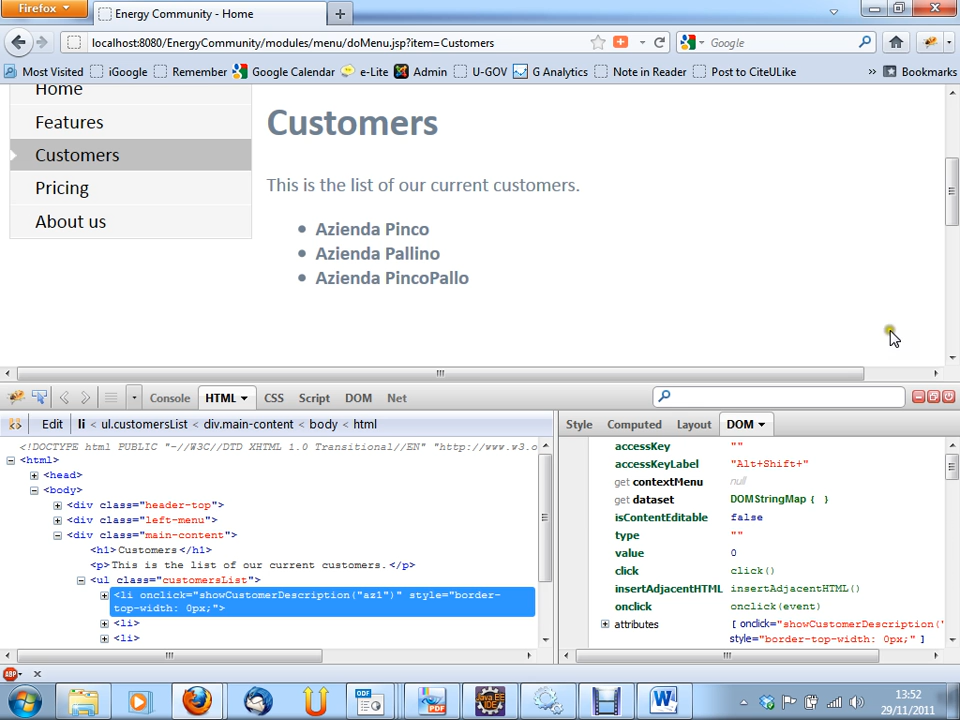 Firefox
Energy Community - Home
localhost:8080/EnergyCommunity/modules/menu/doMenu.jsp?item=Customers
Google
Most Visited iGoogle Remember Google Calendar e-Lite Admin U-GOV G Analytics Note in Reader Post to CiteULike » Bookmarks
Home
Features
Customers
Pricing
About us
Customers
This is the list of our current customers.
Azienda Pinco
Azienda Pallino
Azienda PincoPallo
Console HTML CSS Script DOM Net
Edit li < ul.customersList < div.main-content < body < html
<!DOCTYPE html PUBLIC "-//W3C//DTD XHTML 1.0 Transitional//EN" "http://www.w3.o
<html>
<head>
<body>
<div class="header-top">
<div class="left-menu">
<div class="main-content">
<h1>Customers</h1>
<p>This is the list of our current customers.</p>
<ul class="customersList">
<li onclick="showCustomerDescription("az1")" style="border-
top-width: 0px;">
<li>
<li>
Style Computed Layout DOM
accessKey ""
accessKeyLabel "Alt+Shift+"
get contextMenu null
get dataset DOMStringMap { }
isContentEditable false
type ""
value 0
click click()
insertAdjacentHTML insertAdjacentHTML()
onclick onclick(event)
attributes [ onclick="showCustomerDescription('
style="border-top-width: 0px;" ]
ABP
ODF
PDF
Java EE
IDE
W
13:52
29/11/2011